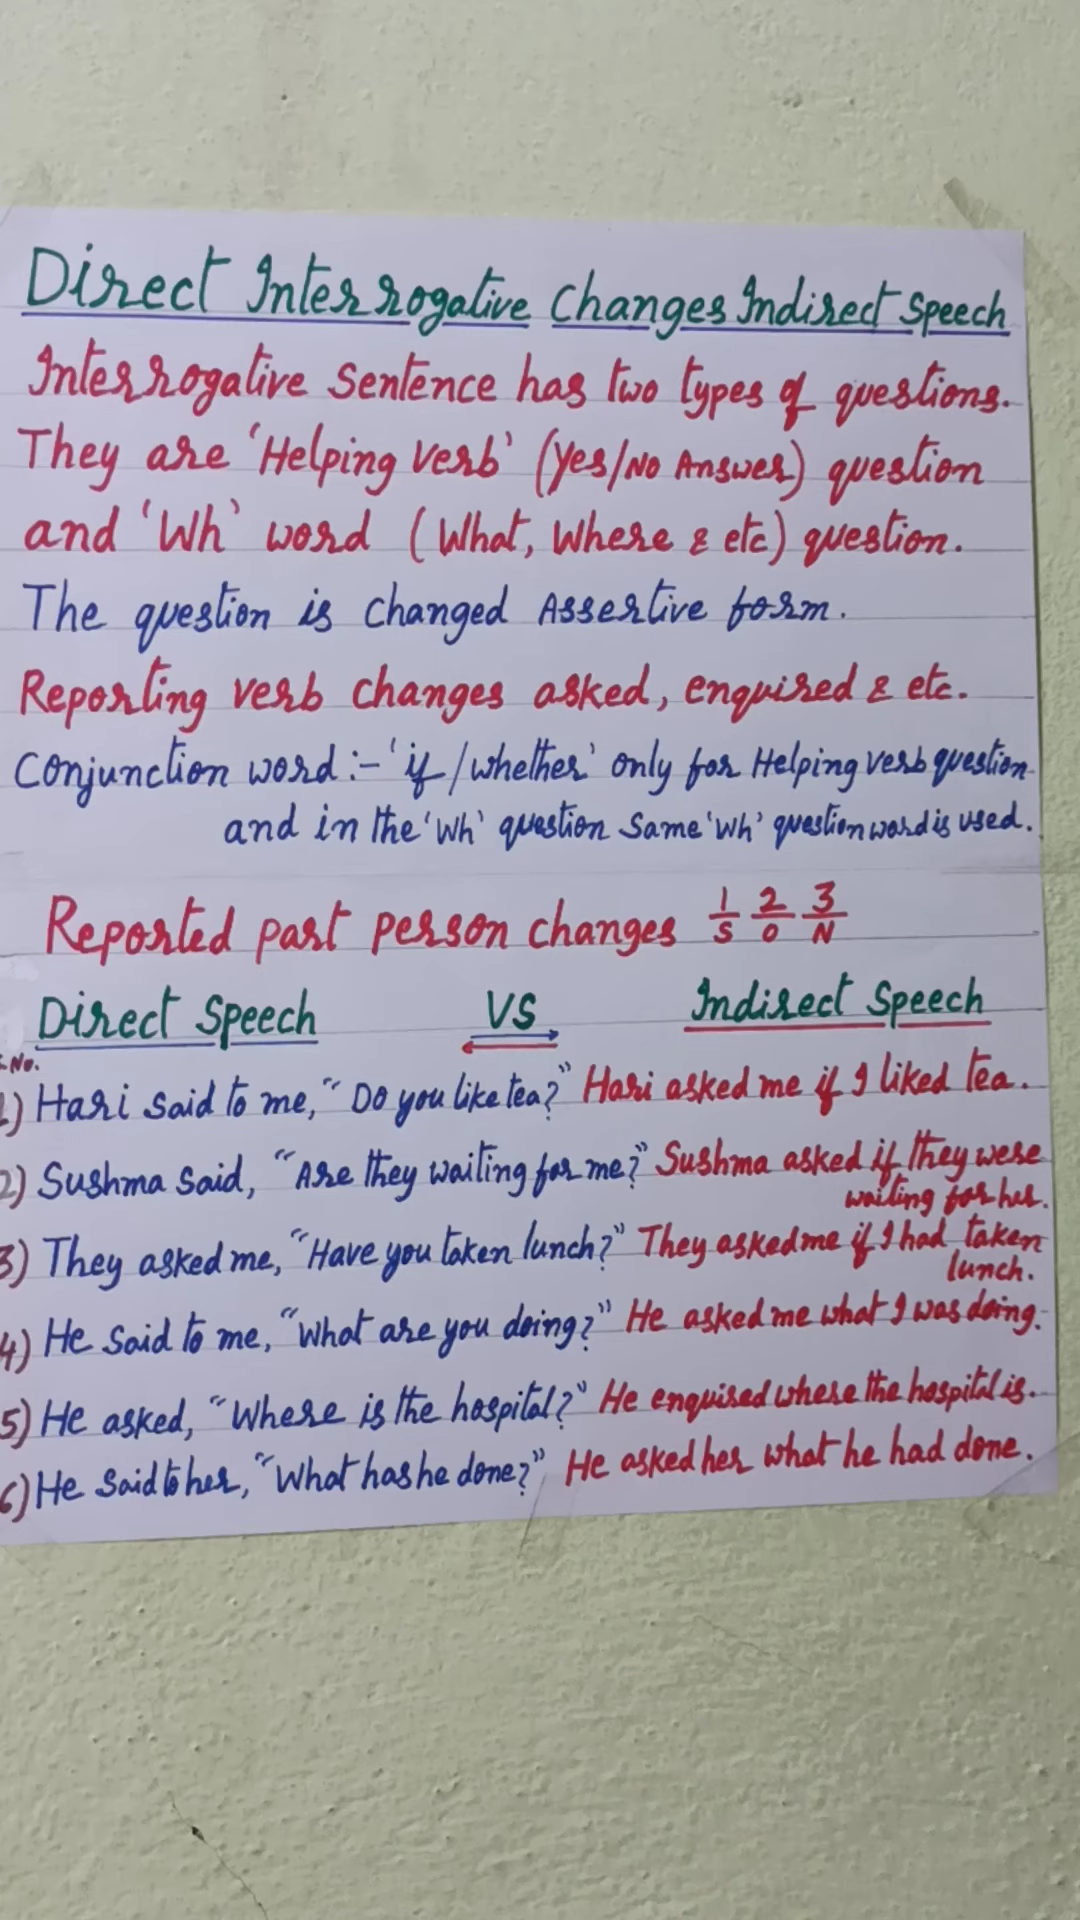 Direct Interrogative Changes Indirect Speech
Interrogative Sentence has two types of questions.
They are 'Helping verb' (Yes/No Answer) question
and 'Wh' word (What, Where & etc) question.
The question is changed Assertive form.
Reporting verb changes asked, enquired & etc.
Conjunction word :- 'if/whether' only for Helping verb question
and in the 'Wh' question Same 'Wh' question word is used.
Reported part person changes 1/S 2/O 3/N
Direct Speech VS Indirect Speech
S.No.
1) Hari said to me, "Do you like tea?" Hari asked me if I liked tea.
2) Sushma said, "Are they waiting for me?" Sushma asked if they were
waiting for her.
3) They asked me, "Have you taken lunch?" They asked me if I had taken
lunch.
4) He said to me, "What are you doing?" He asked me what I was doing.
5) He asked, "Where is the hospital?" He enquired where the hospital is.
6) He said to her, "What has he done?" He asked her what he had done.